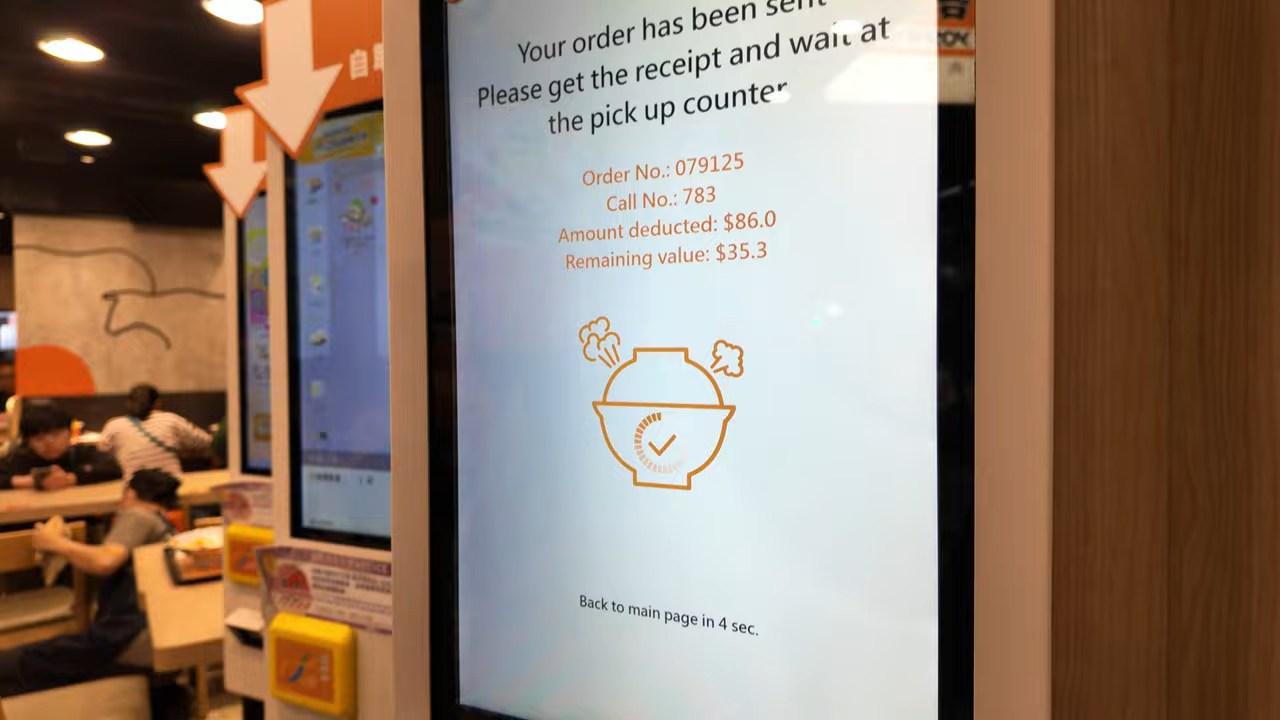 Your order has been sent
Please get the receipt and wait at
the pick up counter
Order No.: 079125
Call No.: 783
Amount deducted: $86.0
Remaining value: $35.3
Back to main page in 4 sec.
自